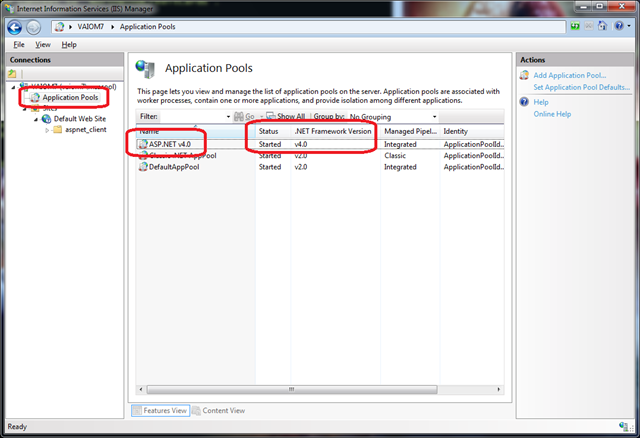 Internet Information Services (IIS) Manager
VAIOM7 Application Pools
File View Help
Connections
Application Pools
Sites
Default Web Site
aspnet_client
Application Pools
This page lets you view and manage the list of application pools on the server. Application pools are associated with
worker processes, contain one or more applications, and provide isolation among different applications.
Filter: Go Show All Group by: No Grouping
Name Status .NET Framework Version Managed Pipel... Identity
ASP.NET v4.0 Started v4.0 Integrated ApplicationPoolId...
Classic .NET AppPool Started v2.0 Classic ApplicationPoolId...
DefaultAppPool Started v2.0 Integrated ApplicationPoolId...
Features View Content View
Actions
Add Application Pool...
Set Application Pool Defaults...
Help
Online Help
Ready